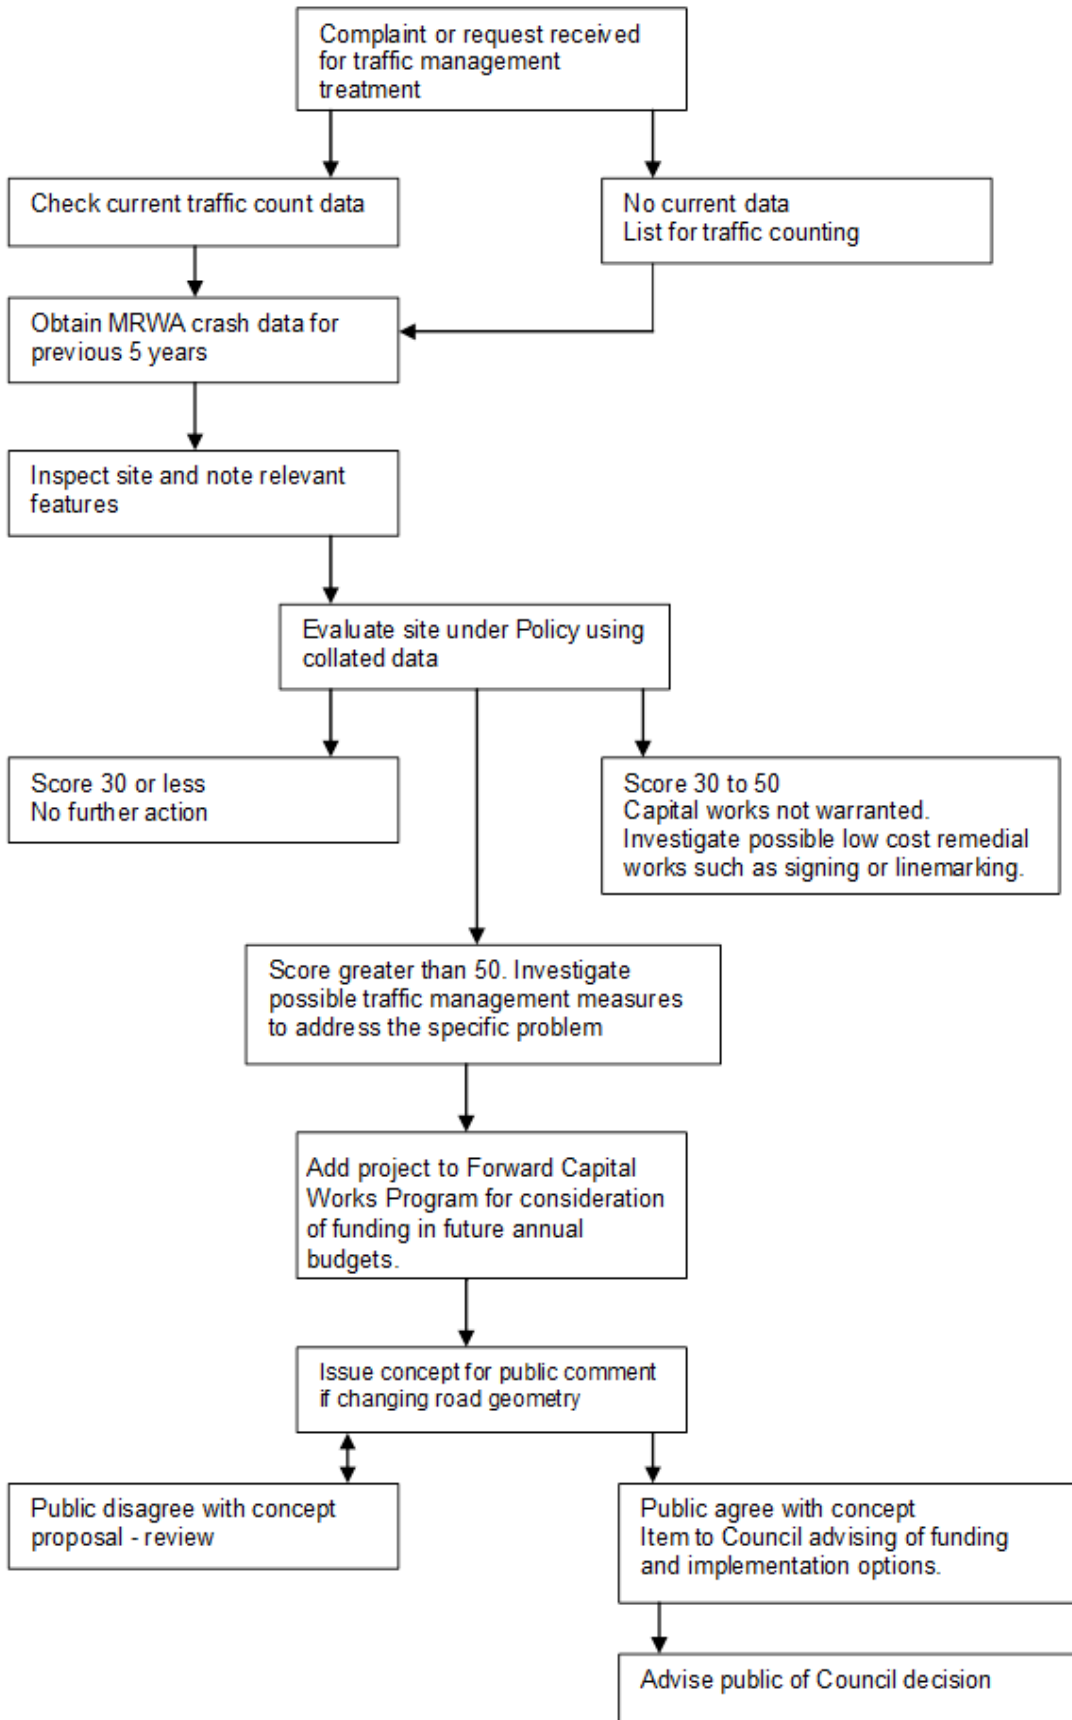 Complaint or request received
for traffic management
treatment
Check current traffic count data
No current data
List for traffic counting
Obtain MRWA crash data for
previous 5 years
Inspect site and note relevant
features
Evaluate site under Policy using
collated data
Score 30 or less
No further action
Score 30 to 50
Capital works not warranted.
Investigate possible low cost remedial
works such as signing or linemarking.
Score greater than 50. Investigate
possible traffic management measures
to address the specific problem
Add project to Forward Capital
Works Program for consideration
of funding in future annual
budgets.
Issue concept for public comment
if changing road geometry
Public disagree with concept
proposal - review
Public agree with concept
Item to Council advising of funding
and implementation options.
Advise public of Council decision